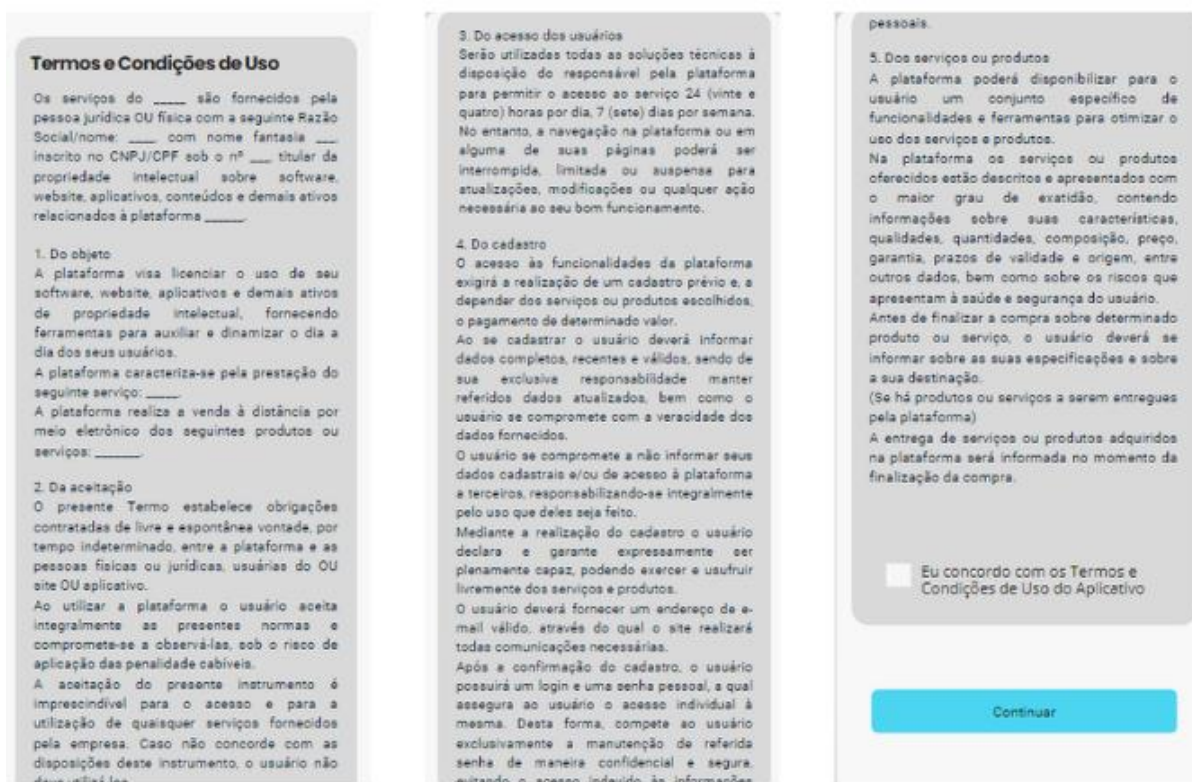 Termos e Condições de Uso
Os serviços do _____ são fornecidos pela
pessoa jurídica OU física com a seguinte Razão
Social/nome: ____ com nome fantasia ___,
inscrito no CNPJ/CPF sob o nº ___, titular da
propriedade intelectual sobre software,
website, aplicativos, conteúdos e demais ativos
relacionados à plataforma ______.
1. Do objeto
A plataforma visa licenciar o uso de seu
software, website, aplicativos e demais ativos
de propriedade intelectual, fornecendo
ferramentas para auxiliar e dinamizar o dia a
dia dos seus usuários.
A plataforma caracteriza-se pela prestação do
seguinte serviço: _____.
A plataforma realiza a venda à distância por
meio eletrônico dos seguintes produtos ou
serviços: _______.
2. Da aceitação
O presente Termo estabelece obrigações
contratadas de livre e espontânea vontade, por
tempo indeterminado, entre a plataforma e as
pessoas físicas ou jurídicas, usuárias do OU
site OU aplicativo.
Ao utilizar a plataforma o usuário aceita
integralmente as presentes normas e
compromete-se a observá-las, sob o risco de
aplicação das penalidade cabíveis.
A aceitação do presente instrumento é
imprescindível para o acesso e para a
utilização de quaisquer serviços fornecidos
pela empresa. Caso não concorde com as
disposições deste instrumento, o usuário não
deve utilizá-los.
3. Do acesso dos usuários
Serão utilizadas todas as soluções técnicas à
disposição do responsável pela plataforma
para permitir o acesso ao serviço 24 (vinte e
quatro) horas por dia, 7 (sete) dias por semana.
No entanto, a navegação na plataforma ou em
alguma de suas páginas poderá ser
interrompida, limitada ou suspensa para
atualizações, modificações ou qualquer ação
necessária ao seu bom funcionamento.
4. Do cadastro
O acesso às funcionalidades da plataforma
exigirá a realização de um cadastro prévio e, a
depender dos serviços ou produtos escolhidos,
o pagamento de determinado valor.
Ao se cadastrar o usuário deverá informar
dados completos, recentes e válidos, sendo de
sua exclusiva responsabilidade manter
referidos dados atualizados, bem como o
usuário se compromete com a veracidade dos
dados fornecidos.
O usuário se compromete a não informar seus
dados cadastrais e/ou de acesso à plataforma
a terceiros, responsabilizando-se integralmente
pelo uso que deles seja feito.
Mediante a realização do cadastro o usuário
declara e garante expressamente ser
plenamente capaz, podendo exercer e usufruir
livremente dos serviços e produtos.
O usuário deverá fornecer um endereço de e-
mail válido, através do qual o site realizará
todas comunicações necessárias.
Após a confirmação do cadastro, o usuário
possuirá um login e uma senha pessoal, a qual
assegura ao usuário o acesso individual à
mesma. Desta forma, compete ao usuário
exclusivamente a manutenção de referida
senha de maneira confidencial e segura,
evitando o acesso indevido às informações
pessoais.
5. Dos serviços ou produtos
A plataforma poderá disponibilizar para o
usuário um conjunto específico de
funcionalidades e ferramentas para otimizar o
uso dos serviços e produtos.
Na plataforma os serviços ou produtos
oferecidos estão descritos e apresentados com
o maior grau de exatidão, contendo
informações sobre suas características,
qualidades, quantidades, composição, preço,
garantia, prazos de validade e origem, entre
outros dados, bem como sobre os riscos que
apresentam à saúde e segurança do usuário.
Antes de finalizar a compra sobre determinado
produto ou serviço, o usuário deverá se
informar sobre as suas especificações e sobre
a sua destinação.
(Se há produtos ou serviços a serem entregues
pela plataforma)
A entrega de serviços ou produtos adquiridos
na plataforma será informada no momento da
finalização da compra.
Eu concordo com os Termos e
Condições de Uso do Aplicativo
Continuar